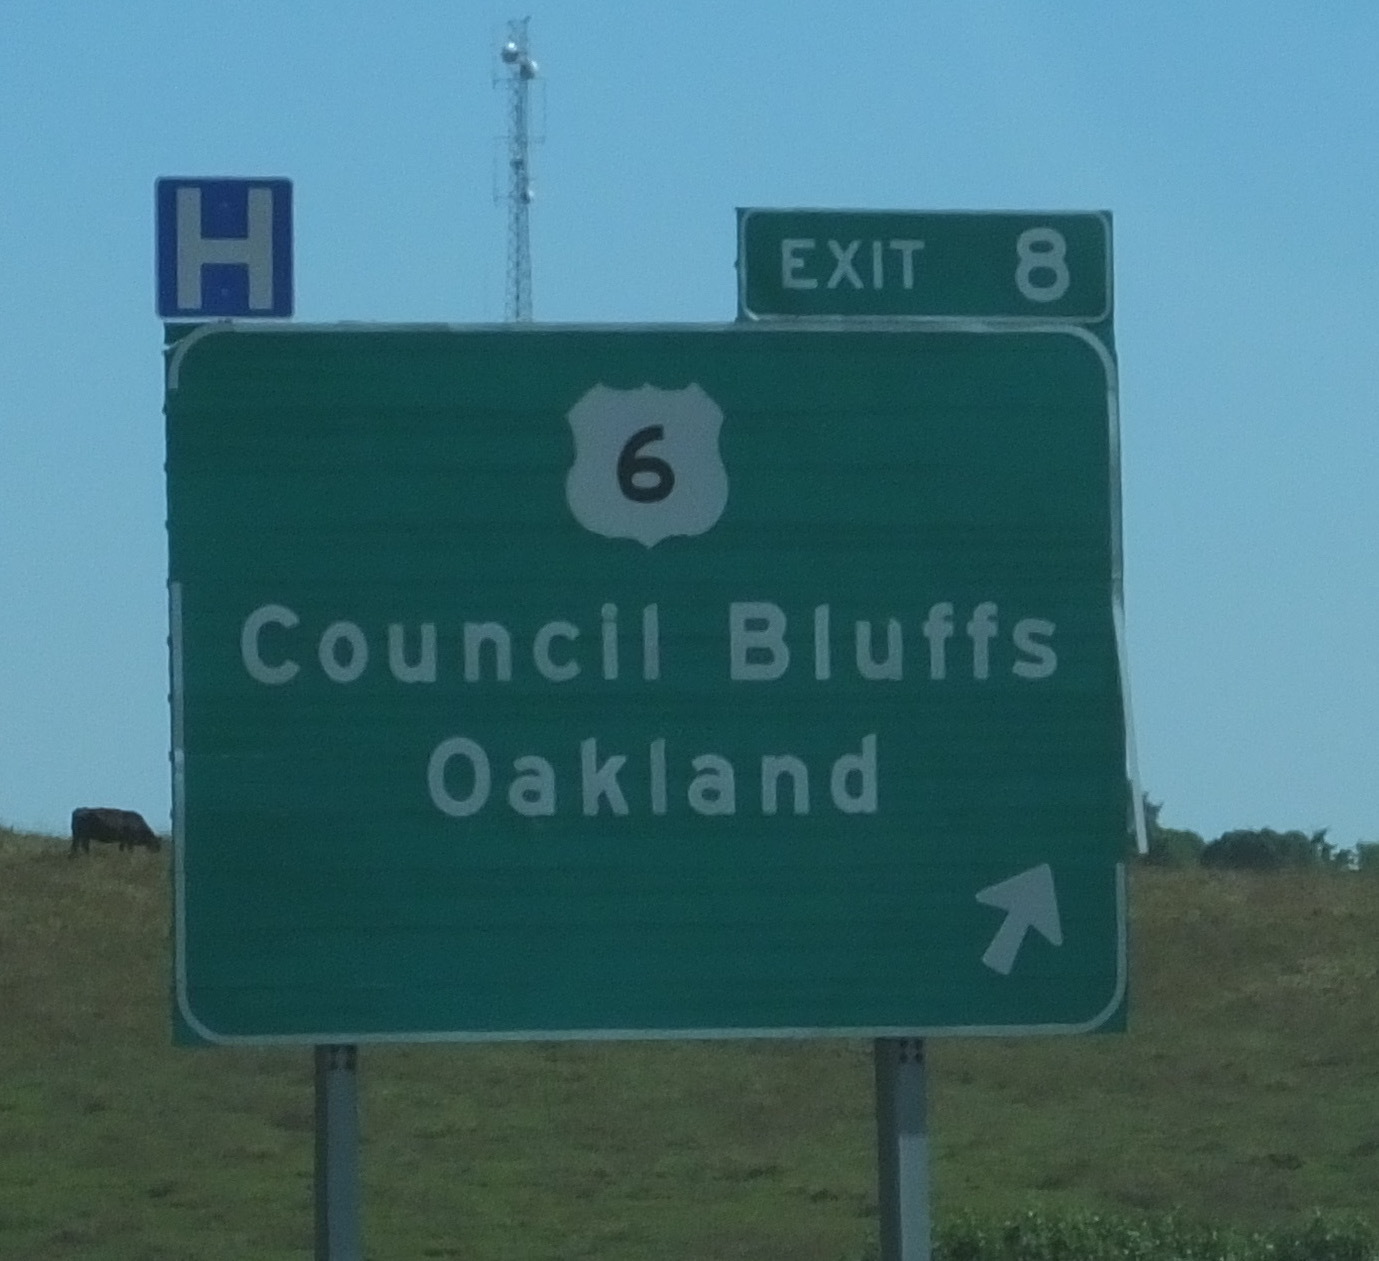 H
EXIT 8
6
Council Bluffs
Oakland